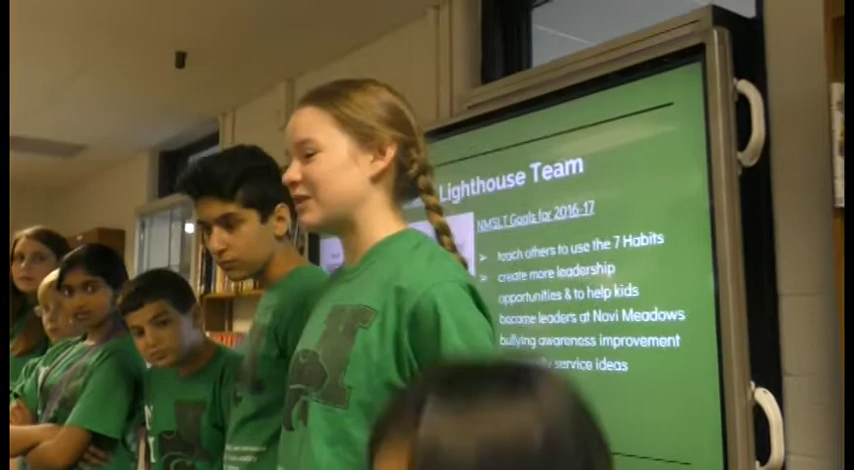 Lighthouse Team
NMSLT Goals for 2016-17
➤ teach others to use the 7 Habits
➤ create more leadership
opportunities & to help kids
become leaders at Navi Meadows
bullying awareness improvement
service ideas